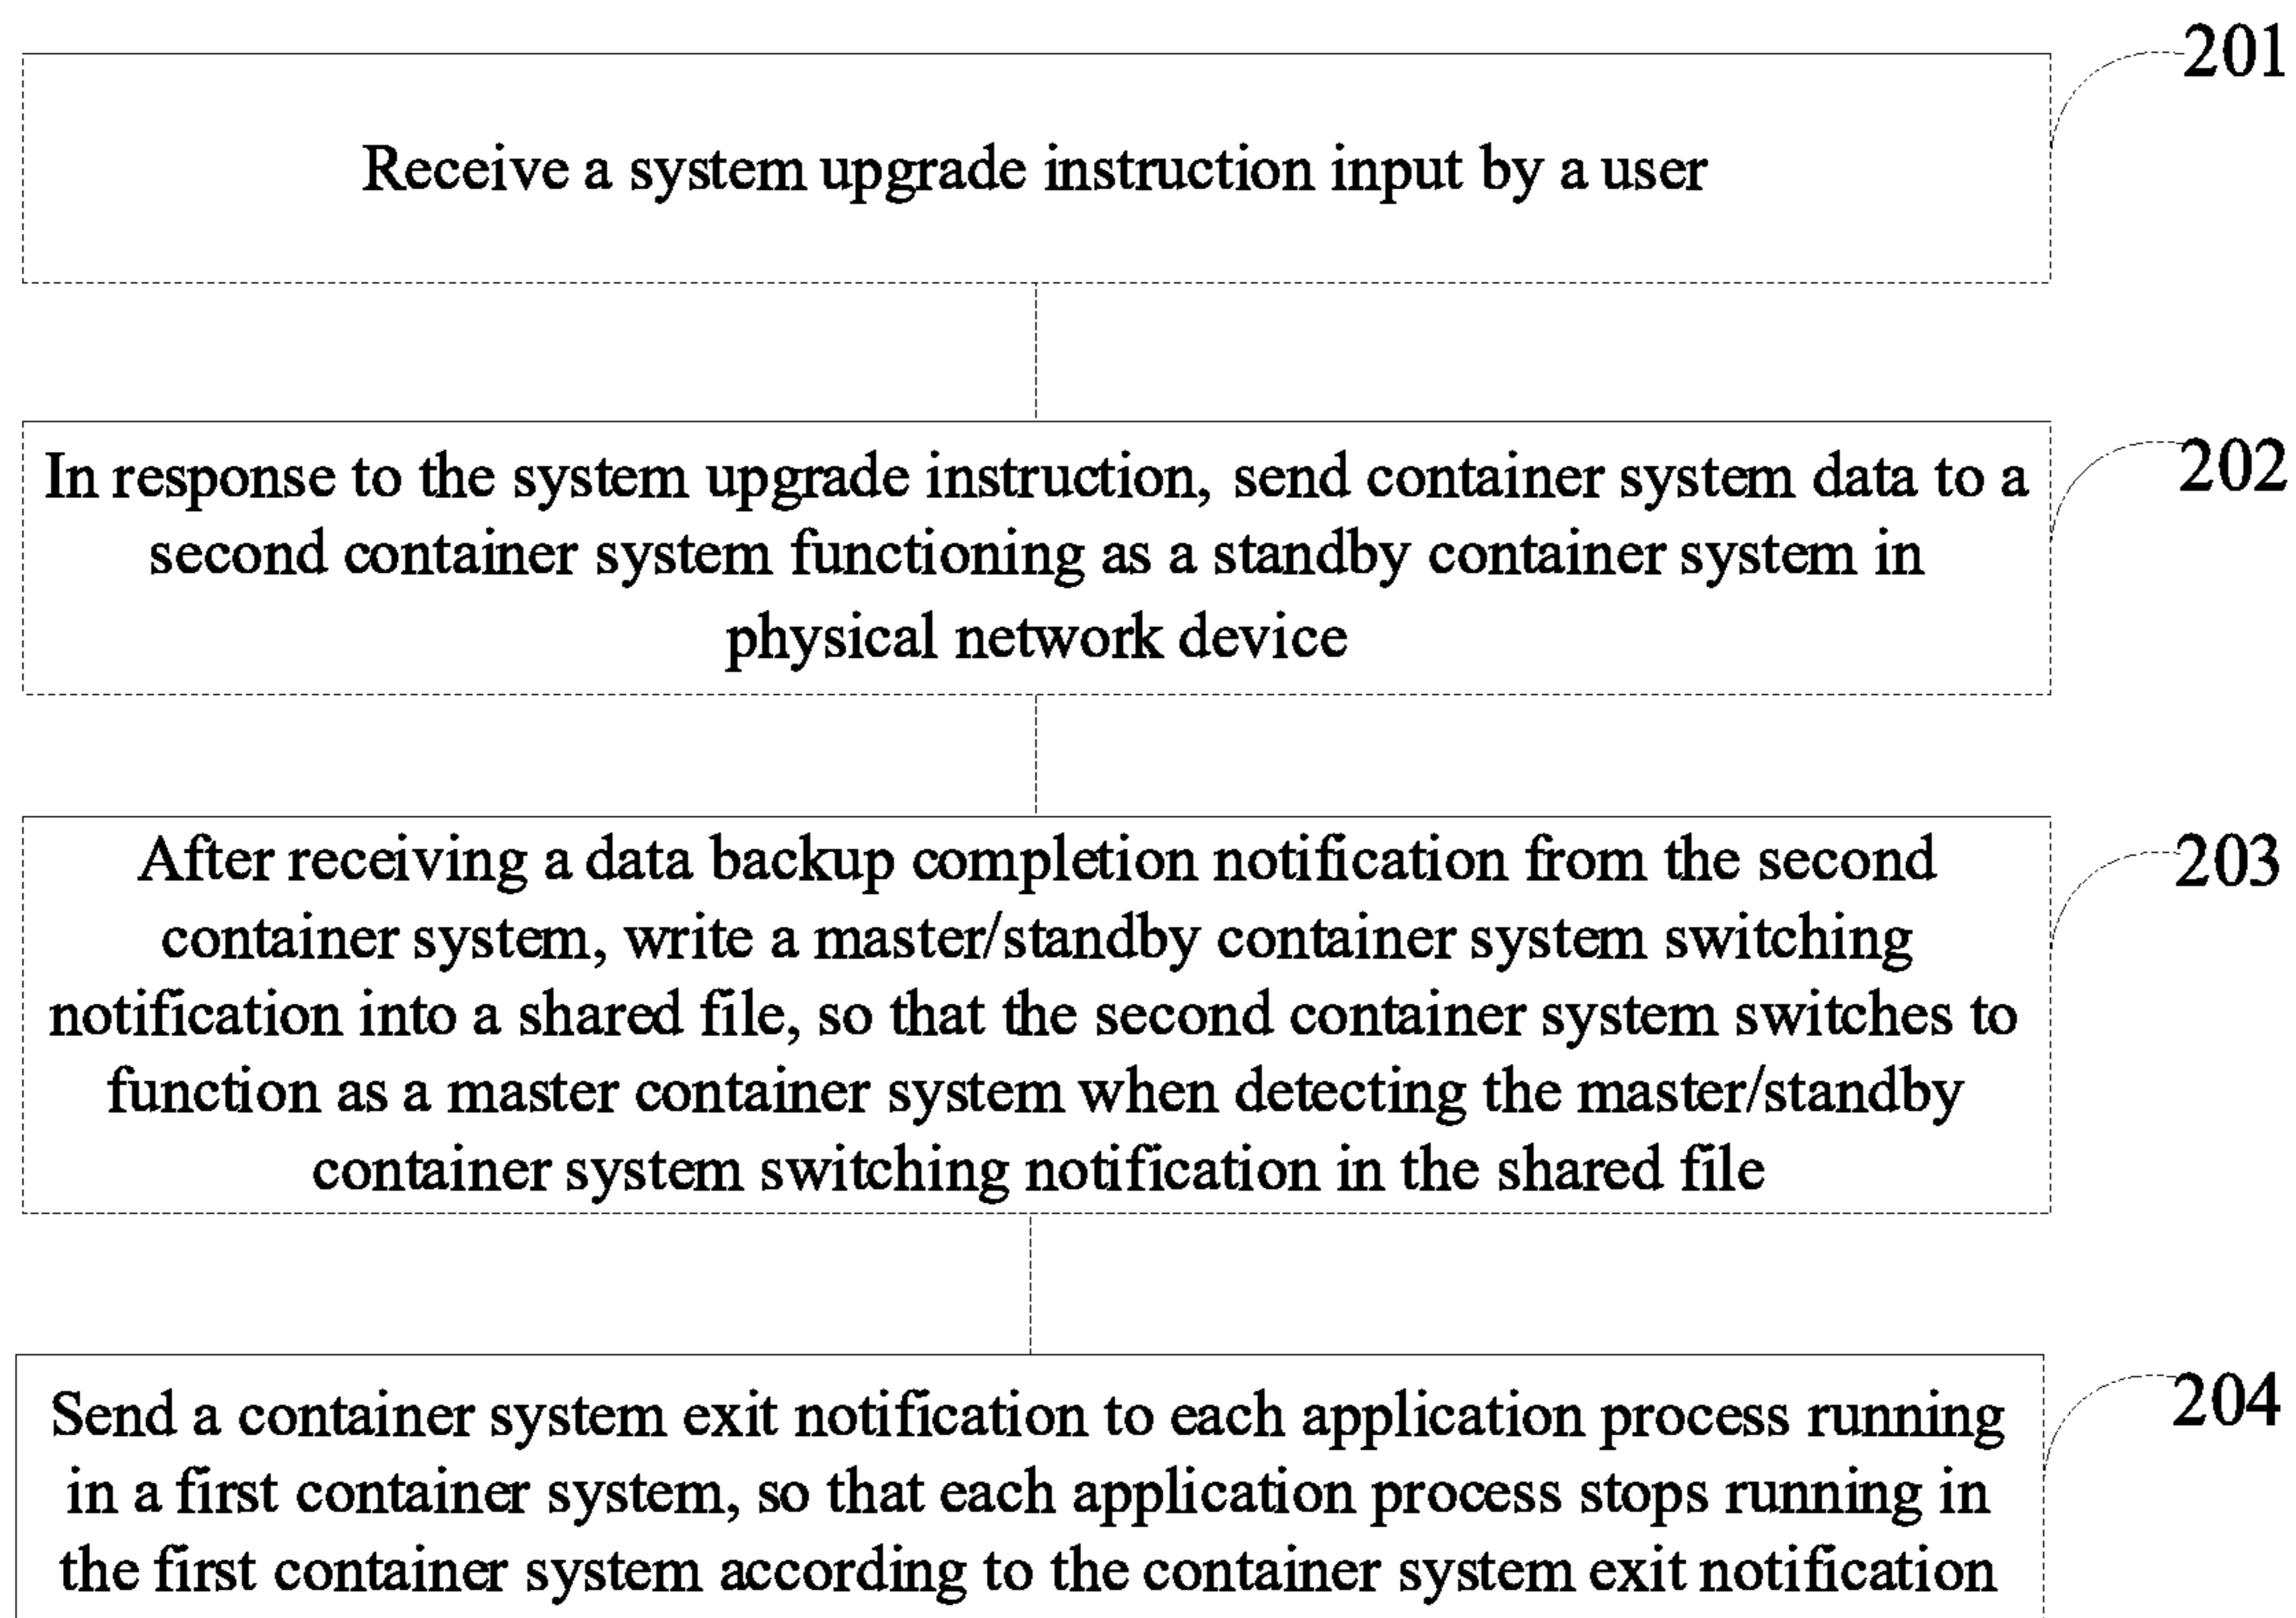 201
Receive a system upgrade instruction input by a user
202
In response to the system upgrade instruction, send container system data to a
second container system functioning as a standby container system in
physical network device
203
After receiving a data backup completion notification from the second
container system, write a master/standby container system switching
notification into a shared file, so that the second container system switches to
function as a master container system when detecting the master/standby
container system switching notification in the shared file
204
Send a container system exit notification to each application process running
in a first container system, so that each application process stops running in
the first container system according to the container system exit notification